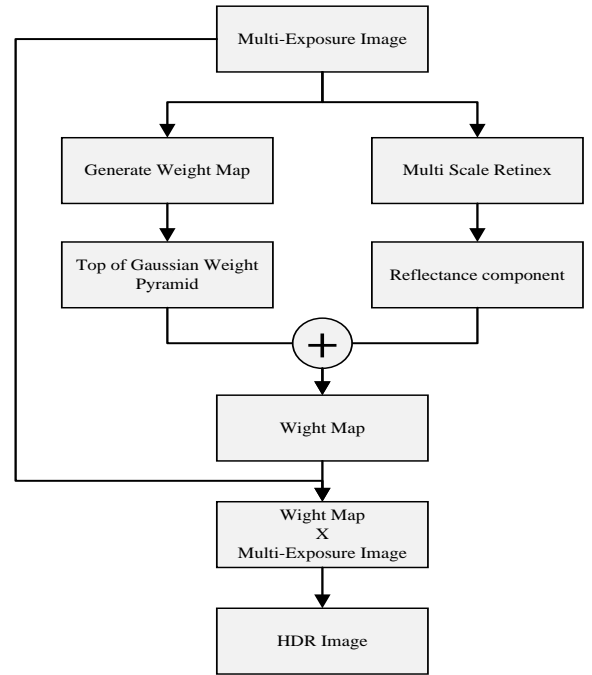 Multi-Exposure Image
Generate Weight Map
Multi Scale Retinex
Top of Gaussian Weight
Pyramid
Reflectance component
+
Wight Map
Wight Map
X
Multi-Exposure Image
HDR Image